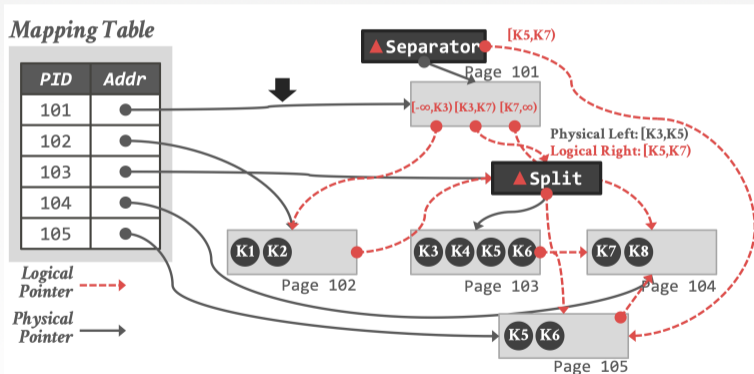 Mapping Table
PID Addr
101
102
103
104
105
Logical
Pointer
Physical
Pointer
▲Separator
[K5,K7)
Page 101
[-∞,K3) [K3,K7) [K7,∞)
Physical Left: [K3,K5)
Logical Right: [K5,K7)
▲Split
K1 K2
Page 102
K3 K4 K5 K6
Page 103
K7 K8
Page 104
K5 K6
Page 105